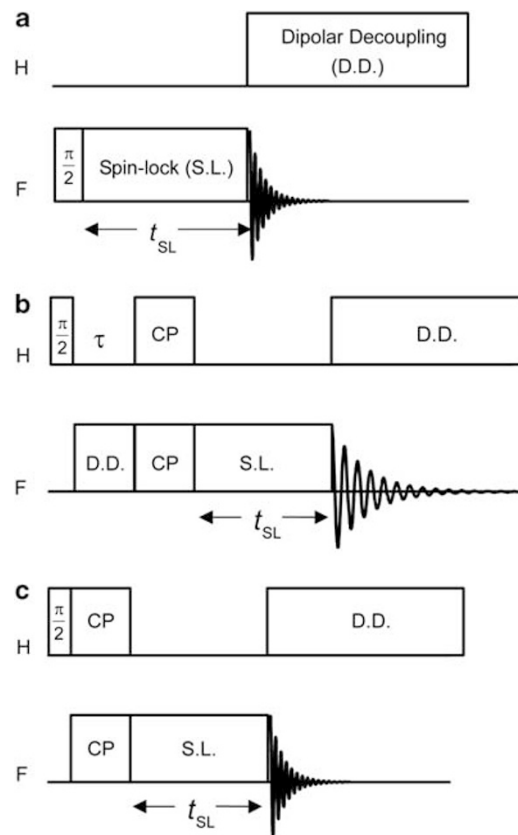 a
Dipolar Decoupling
(D.D.)
H
π
2
Spin-lock (S.L.)
F
t SL
b
π
2
τ
CP
D.D.
H
D.D.
CP
S.L.
F
t SL
c
π
2
CP
D.D.
H
CP
S.L.
F
t SL